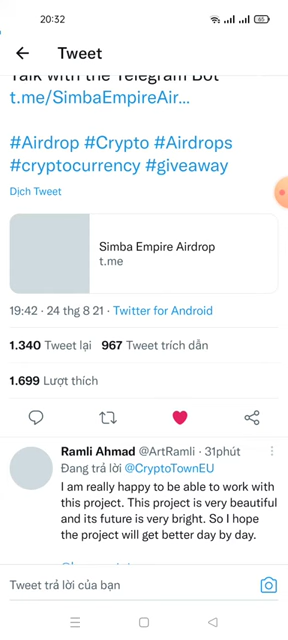 20:32
65
Tweet
Talk with the Telegram Bot
t.me/SimbaEmpireAir...
#Airdrop #Crypto #Airdrops
#cryptocurrency #giveaway
Dịch Tweet
Simba Empire Airdrop
t.me
19:42 · 24 thg 8 21 · Twitter for Android
1.340 Tweet lại 967 Tweet trích dẫn
1.699 Lượt thích
Ramli Ahmad @ArtRamli · 31phút
Đang trả lời @CryptoTownEU
I am really happy to be able to work with
this project. This project is very beautiful
and its future is very bright. So I hope
the project will get better day by day.
Tweet trả lời của bạn